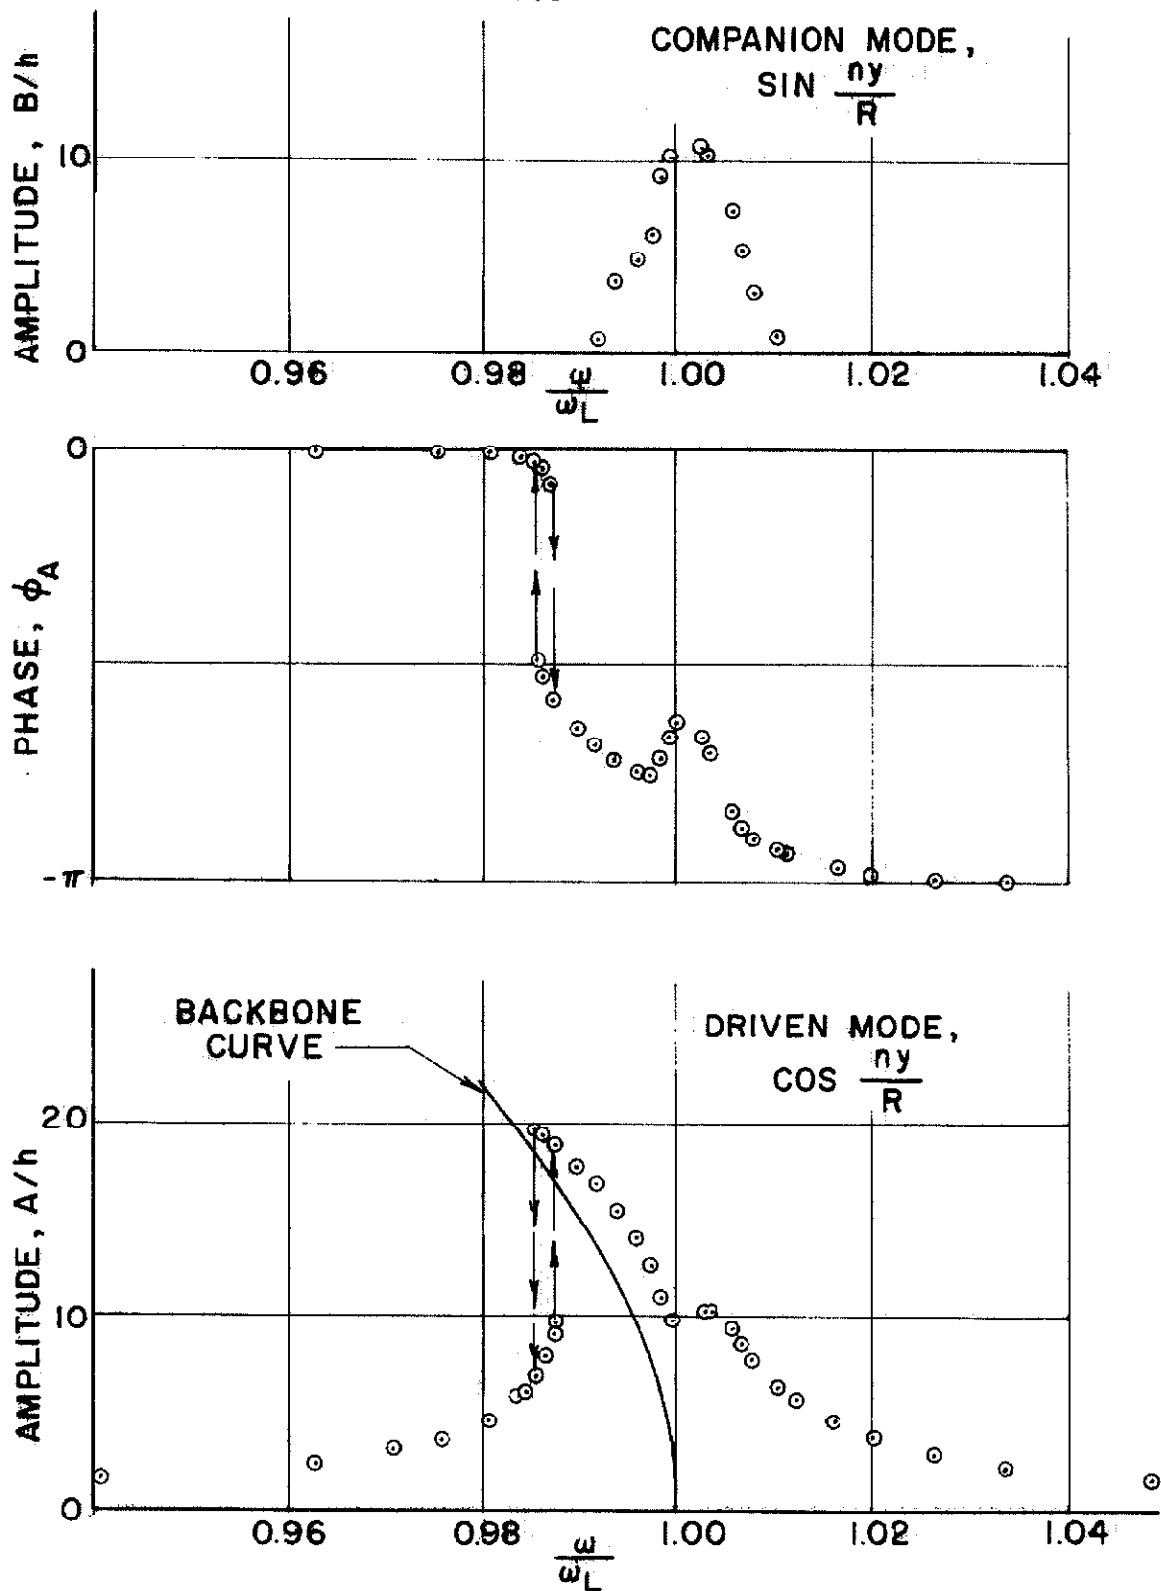 COMPANION MODE,
SIN ny/R
AMPLITUDE, B/h
10
0
0.96
0.98
1.00
1.02
1.04
ω/ωL
PHASE, ϕA
0
-π
BACKBONE
CURVE
DRIVEN MODE,
COS ny/R
AMPLITUDE, A/h
20
10
0
0.96
0.98
1.00
1.02
1.04
ω/ωL